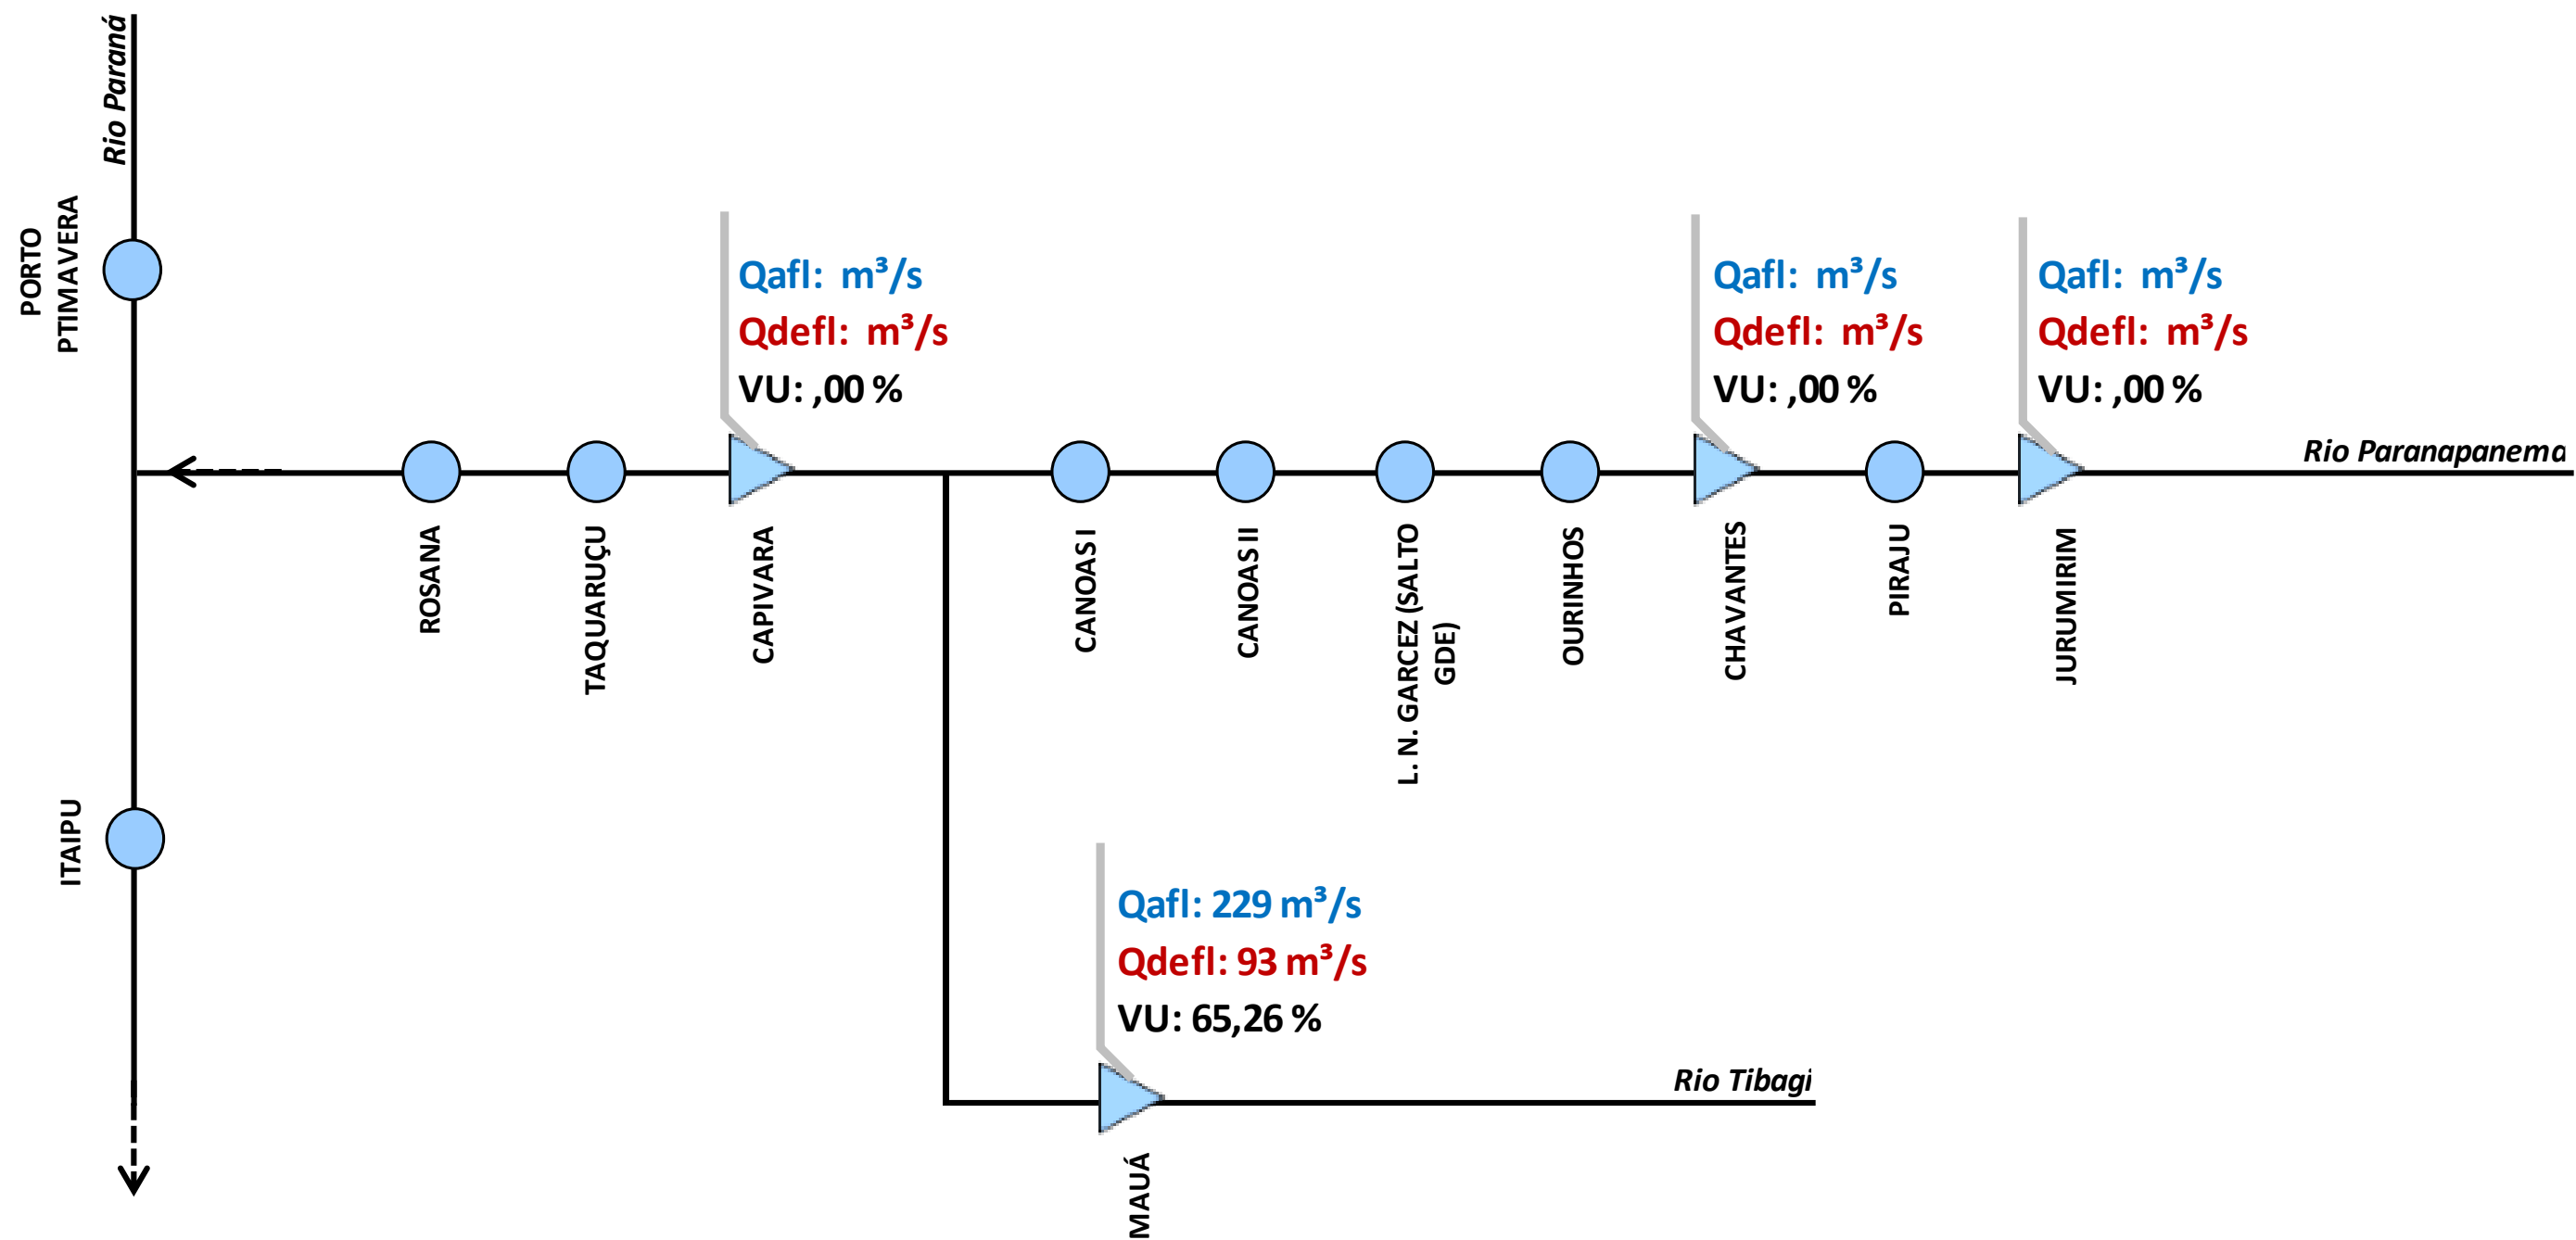 Rio Paraná
PORTO
PTIMAVERA
Qafl:  m³/s
Qdefl:  m³/s
VU: ,00 %
Qafl:  m³/s
Qdefl:  m³/s
VU: ,00 %
Qafl:  m³/s
Qdefl:  m³/s
VU: ,00 %
Rio Paranapanema
ROSANA
TAQUARUÇU
CAPIVARA
CANOAS I
CANOAS II
L. N. GARCEZ (SALTO
GDE)
OURINHOS
CHAVANTES
PIRAJU
JURUMIRIM
ITAIPU
Qafl: 229 m³/s
Qdefl: 93 m³/s
VU: 65,26 %
Rio Tibagi
MAUÁ